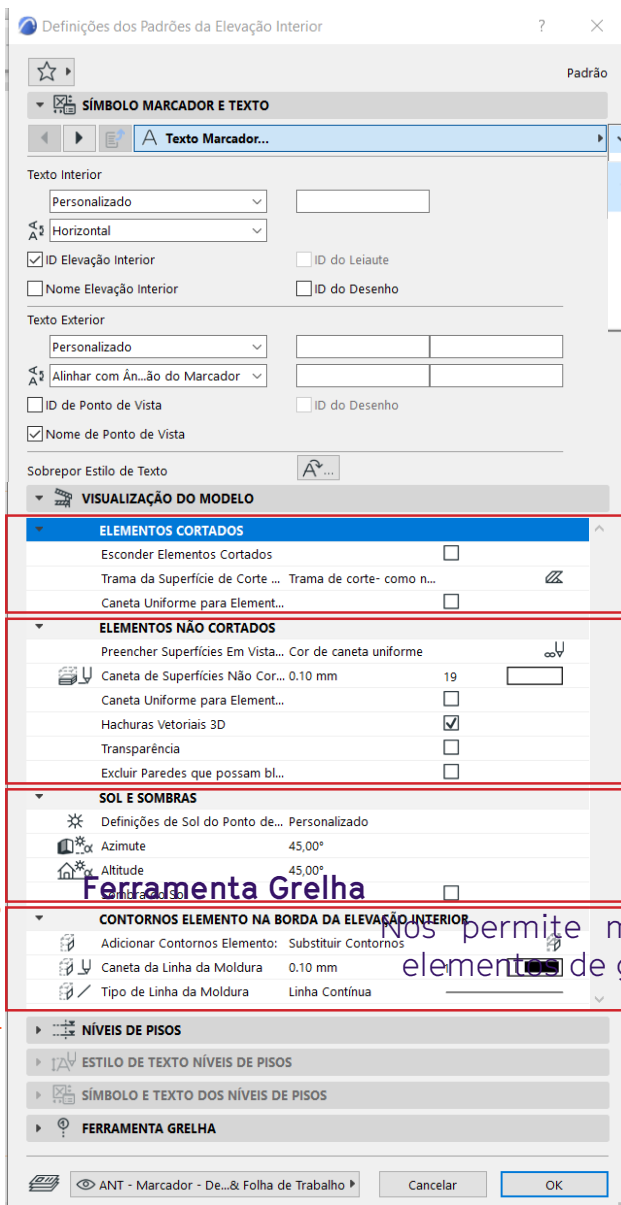 Definições dos Padrões da Elevação Interior ?
Padrão
SÍMBOLO MARCADOR E TEXTO
A Texto Marcador...
Texto Interior
Personalizado
Horizontal
ID Elevação Interior ID do Leiaute
Nome Elevação Interior ID do Desenho
Texto Exterior
Personalizado
Alinhar com Ân...ão do Marcador
ID de Ponto de Vista ID do Desenho
Nome de Ponto de Vista
Sobrepor Estilo de Texto A...
VISUALIZAÇÃO DO MODELO
ELEMENTOS CORTADOS
Esconder Elementos Cortados
Trama da Superfície de Corte ... Trama de corte- como n...
Caneta Uniforme para Element...
ELEMENTOS NÃO CORTADOS
Preencher Superfícies Em Vista... Cor de caneta uniforme
Caneta de Superfícies Não Cor... 0.10 mm 19
Caneta Uniforme para Element...
Hachuras Vetoriais 3D
Transparência
Excluir Paredes que possam bl...
SOL E SOMBRAS
Definições de Sol do Ponto de... Personalizado
Azimute 45,00°
Altitude 45,00°
Ferramenta Grelha
Sombra do Sol
CONTORNOS ELEMENTO NA BORDA DA ELEVAÇÃO INTERIOR
Nos permite m
Adicionar Contornos Elemento: Substituir Contornos
elementos de g
Caneta da Linha da Moldura 0.10 mm 1
Tipo de Linha da Moldura Linha Contínua
NÍVEIS DE PISOS
ESTILO DE TEXTO NÍVEIS DE PISOS
SÍMBOLO E TEXTO DOS NÍVEIS DE PISOS
FERRAMENTA GRELHA
ANT - Marcador - De...& Folha de Trabalho Cancelar OK